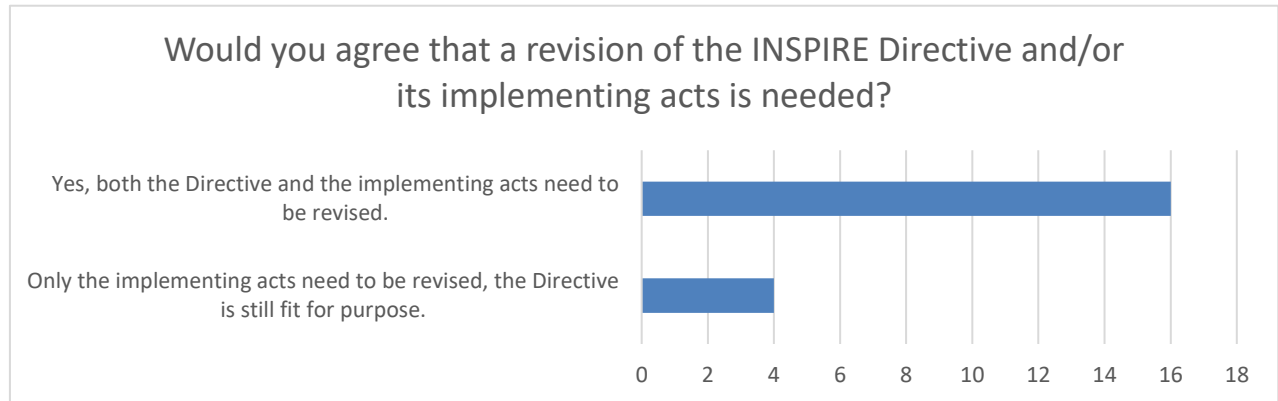 Would you agree that a revision of the INSPIRE Directive and/or
its implementing acts is needed?
Yes, both the Directive and the implementing acts need to
be revised.
Only the implementing acts need to be revised, the Directive
is still fit for purpose.
0 2 4 6 8 10 12 14 16 18